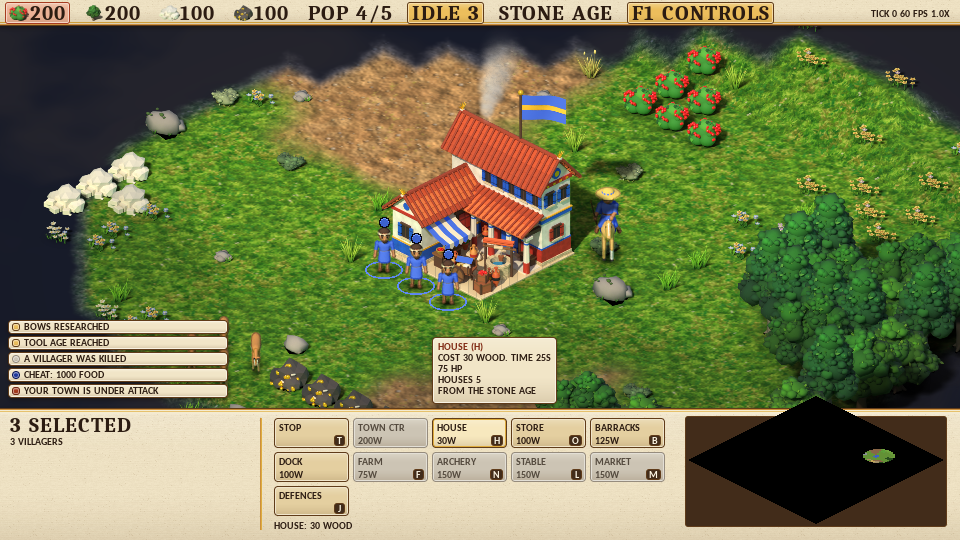 200 200 100 100 POP 4/5 IDLE 3 STONE AGE F1 CONTROLS TICK 0 60 FPS 1.0X
BOWS RESEARCHED
TOOL AGE REACHED
A VILLAGER WAS KILLED
CHEAT: 1000 FOOD
YOUR TOWN IS UNDER ATTACK
HOUSE (H)
COST 30 WOOD. TIME 25S
75 HP
HOUSES 5
FROM THE STONE AGE
3 SELECTED
3 VILLAGERS
STOP T
TOWN CTR
200W
HOUSE
30W H
STORE
100W O
BARRACKS
125W B
DOCK
100W
FARM
75W F
ARCHERY
150W N
STABLE
150W L
MARKET
150W M
DEFENCES J
HOUSE: 30 WOOD